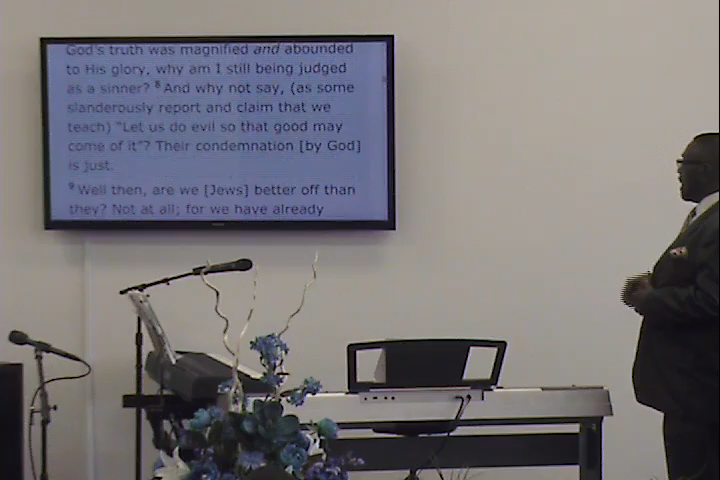 God's truth was magnified and abounded
to His glory, why am I still being judged
as a sinner? 8 And why not say, (as some
slanderously report and claim that we
teach) "Let us do evil so that good may
come of it"? Their condemnation [by God]
is just.
9 Well then, are we [Jews] better off than
they? Not at all; for we have already